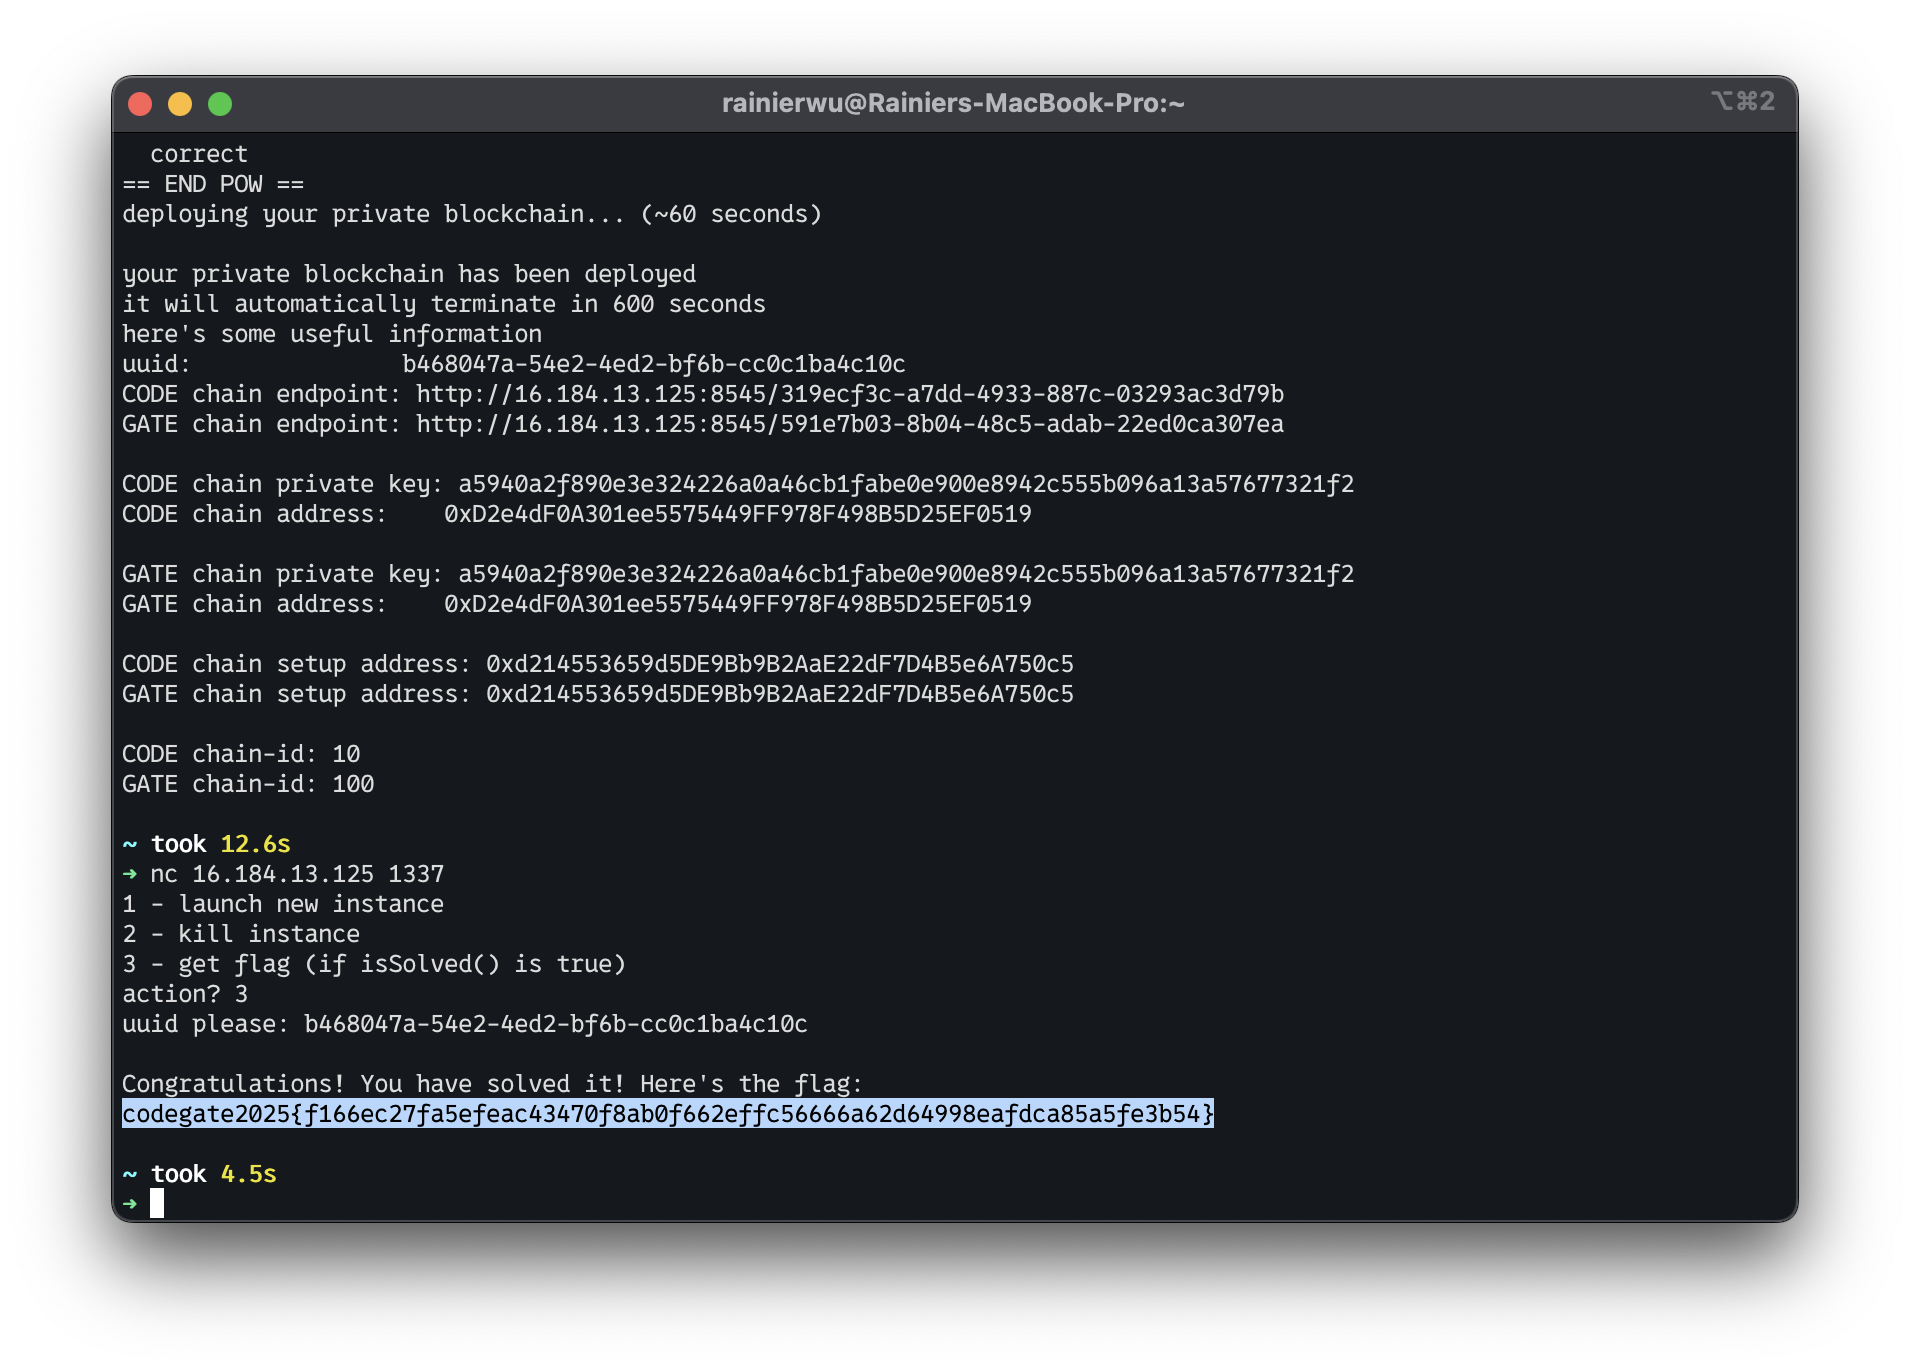 rainierwu@Rainiers-MacBook-Pro:~
⌥⌘2
correct
== END POW ==
deploying your private blockchain... (~60 seconds)
your private blockchain has been deployed
it will automatically terminate in 600 seconds
here's some useful information
uuid: b468047a-54e2-4ed2-bf6b-cc0c1ba4c10c
CODE chain endpoint: http://16.184.13.125:8545/319ecf3c-a7dd-4933-887c-03293ac3d79b
GATE chain endpoint: http://16.184.13.125:8545/591e7b03-8b04-48c5-adab-22ed0ca307ea
CODE chain private key: a5940a2f890e3e324226a0a46cb1fabe0e900e8942c555b096a13a57677321f2
CODE chain address: 0xD2e4dF0A301ee5575449FF978F498B5D25EF0519
GATE chain private key: a5940a2f890e3e324226a0a46cb1fabe0e900e8942c555b096a13a57677321f2
GATE chain address: 0xD2e4dF0A301ee5575449FF978F498B5D25EF0519
CODE chain setup address: 0xd214553659d5DE9Bb9B2AaE22dF7D4B5e6A750c5
GATE chain setup address: 0xd214553659d5DE9Bb9B2AaE22dF7D4B5e6A750c5
CODE chain-id: 10
GATE chain-id: 100
~ took 12.6s
➜ nc 16.184.13.125 1337
1 - launch new instance
2 - kill instance
3 - get flag (if isSolved() is true)
action? 3
uuid please: b468047a-54e2-4ed2-bf6b-cc0c1ba4c10c
Congratulations! You have solved it! Here's the flag:
codegate2025{f166ec27fa5efeac43470f8ab0f662effc56666a62d64998eafdca85a5fe3b54}
~ took 4.5s
➜